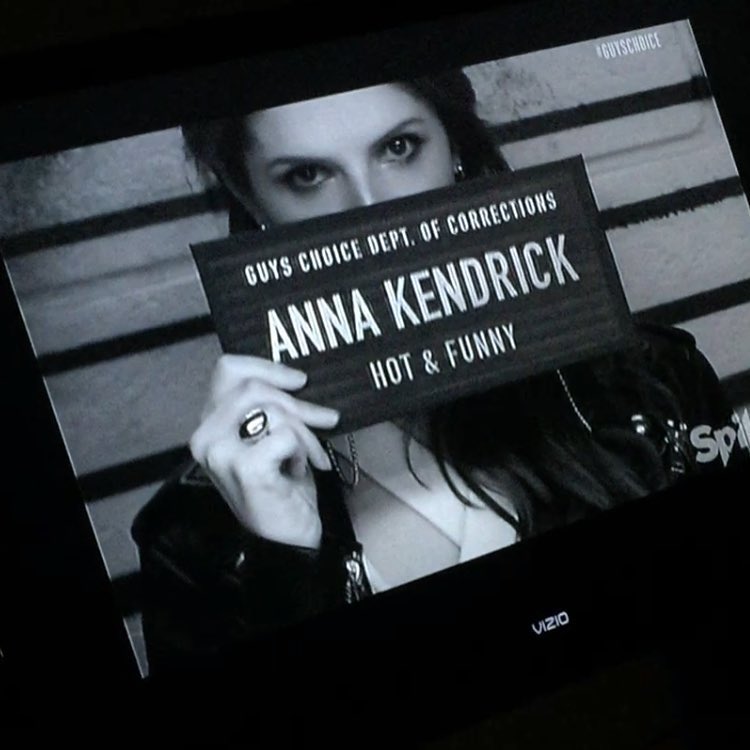 #GUYSCHOICE
GUYS CHOICE DEPT. OF CORRECTIONS
ANNA KENDRICK
HOT & FUNNY
Spi
VIZIO